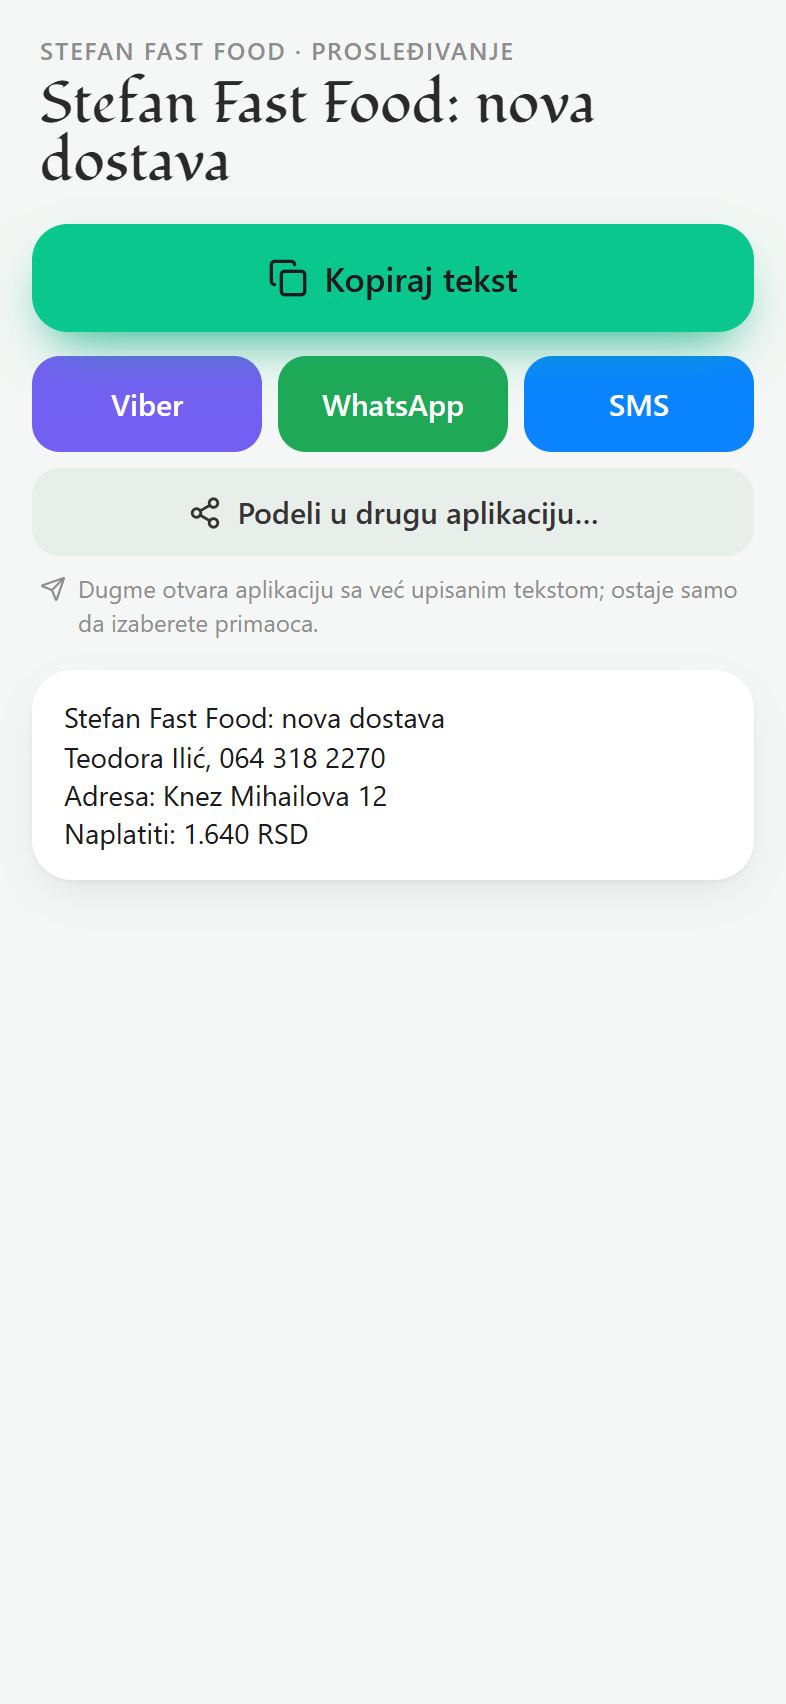 STEFAN FAST FOOD · PROSLEĐIVANJE
Stefan Fast Food: nova
dostava
Kopiraj tekst
Viber
WhatsApp
SMS
Podeli u drugu aplikaciju...
Dugme otvara aplikaciju sa već upisanim tekstom; ostaje samo
da izaberete primaoca.
Stefan Fast Food: nova dostava
Teodora Ilić, 064 318 2270
Adresa: Knez Mihailova 12
Naplatiti: 1.640 RSD